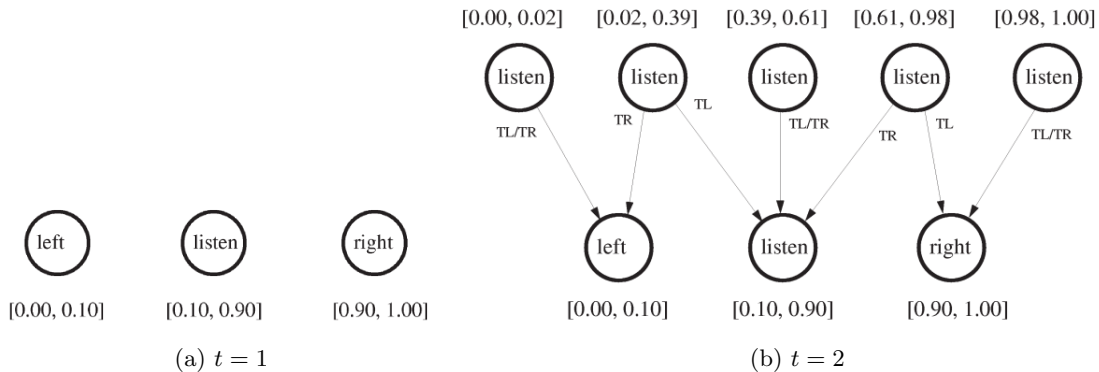 [0.00, 0.02] [0.02, 0.39] [0.39, 0.61] [0.61, 0.98] [0.98, 1.00]
listen listen listen listen listen
TL/TR TR TL TL/TR TR TL TL/TR
left listen right
[0.00, 0.10] [0.10, 0.90] [0.90, 1.00]
(a) t = 1
left listen right
[0.00, 0.10] [0.10, 0.90] [0.90, 1.00]
(b) t = 2